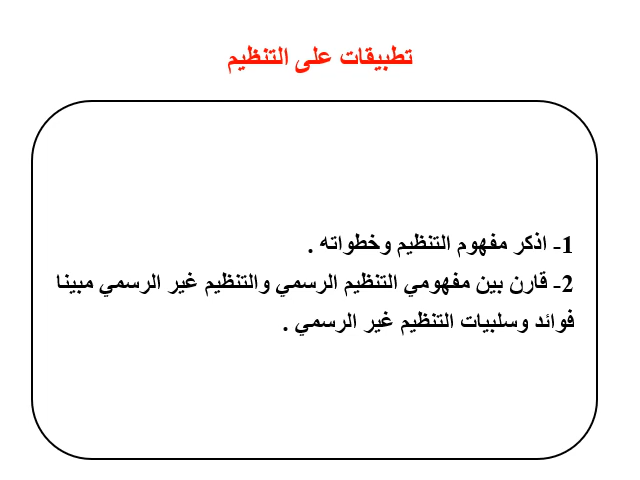 تطبيقات على التنظيم
1- اذكر مفهوم التنظيم وخطواته .
2- قارن بين مفهومي التنظيم الرسمي والتنظيم غير الرسمي مبينا
فوائد وسلبيات التنظيم غير الرسمي .